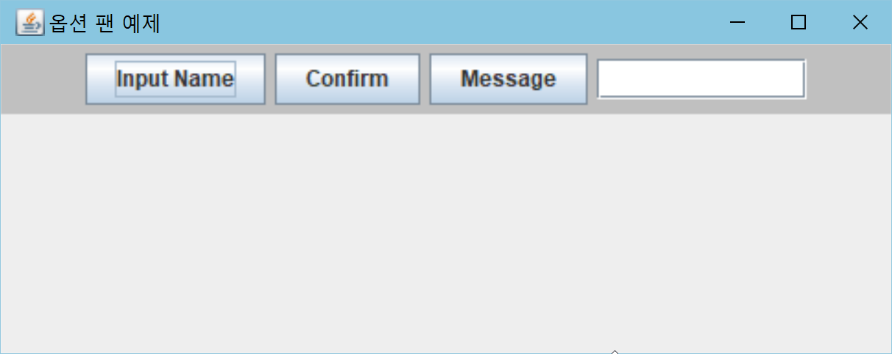 옵션 팬 예제
Input Name Confirm Message